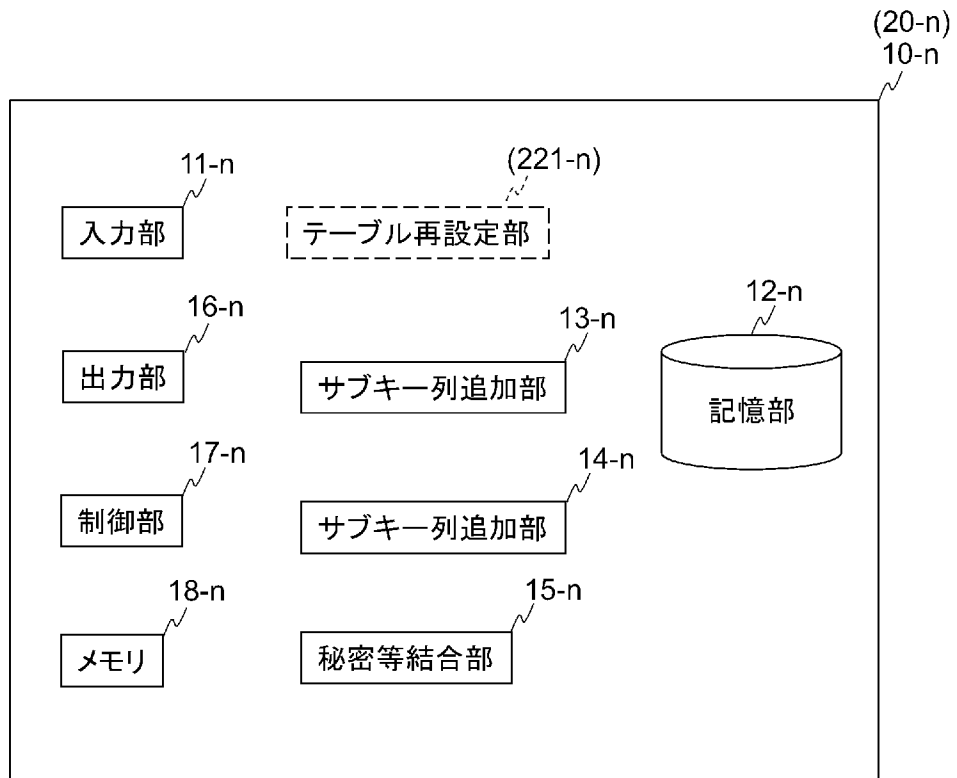 (20-n)
10-n
11-n
入力部
(221-n)
テーブル再設定部
12-n
記憶部
16-n
出力部
13-n
サブキー列追加部
17-n
制御部
14-n
サブキー列追加部
18-n
メモリ
15-n
秘密等結合部